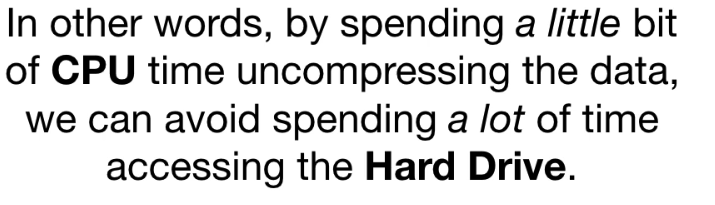 In other words, by spending a little bit
of CPU time uncompressing the data,
we can avoid spending a lot of time
accessing the Hard Drive.